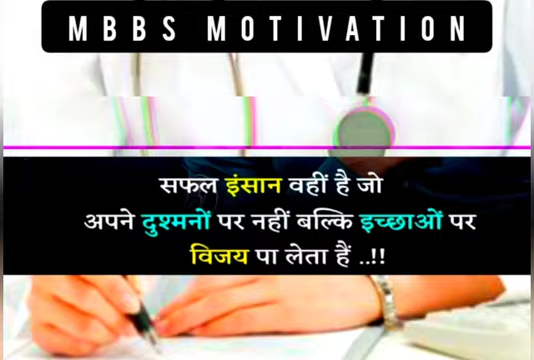 MBBS MOTIVATION
सफल इंसान वहीं है जो
अपने दुश्मनों पर नहीं बल्कि इच्छाओं पर
विजय पा लेता हैं ..!!